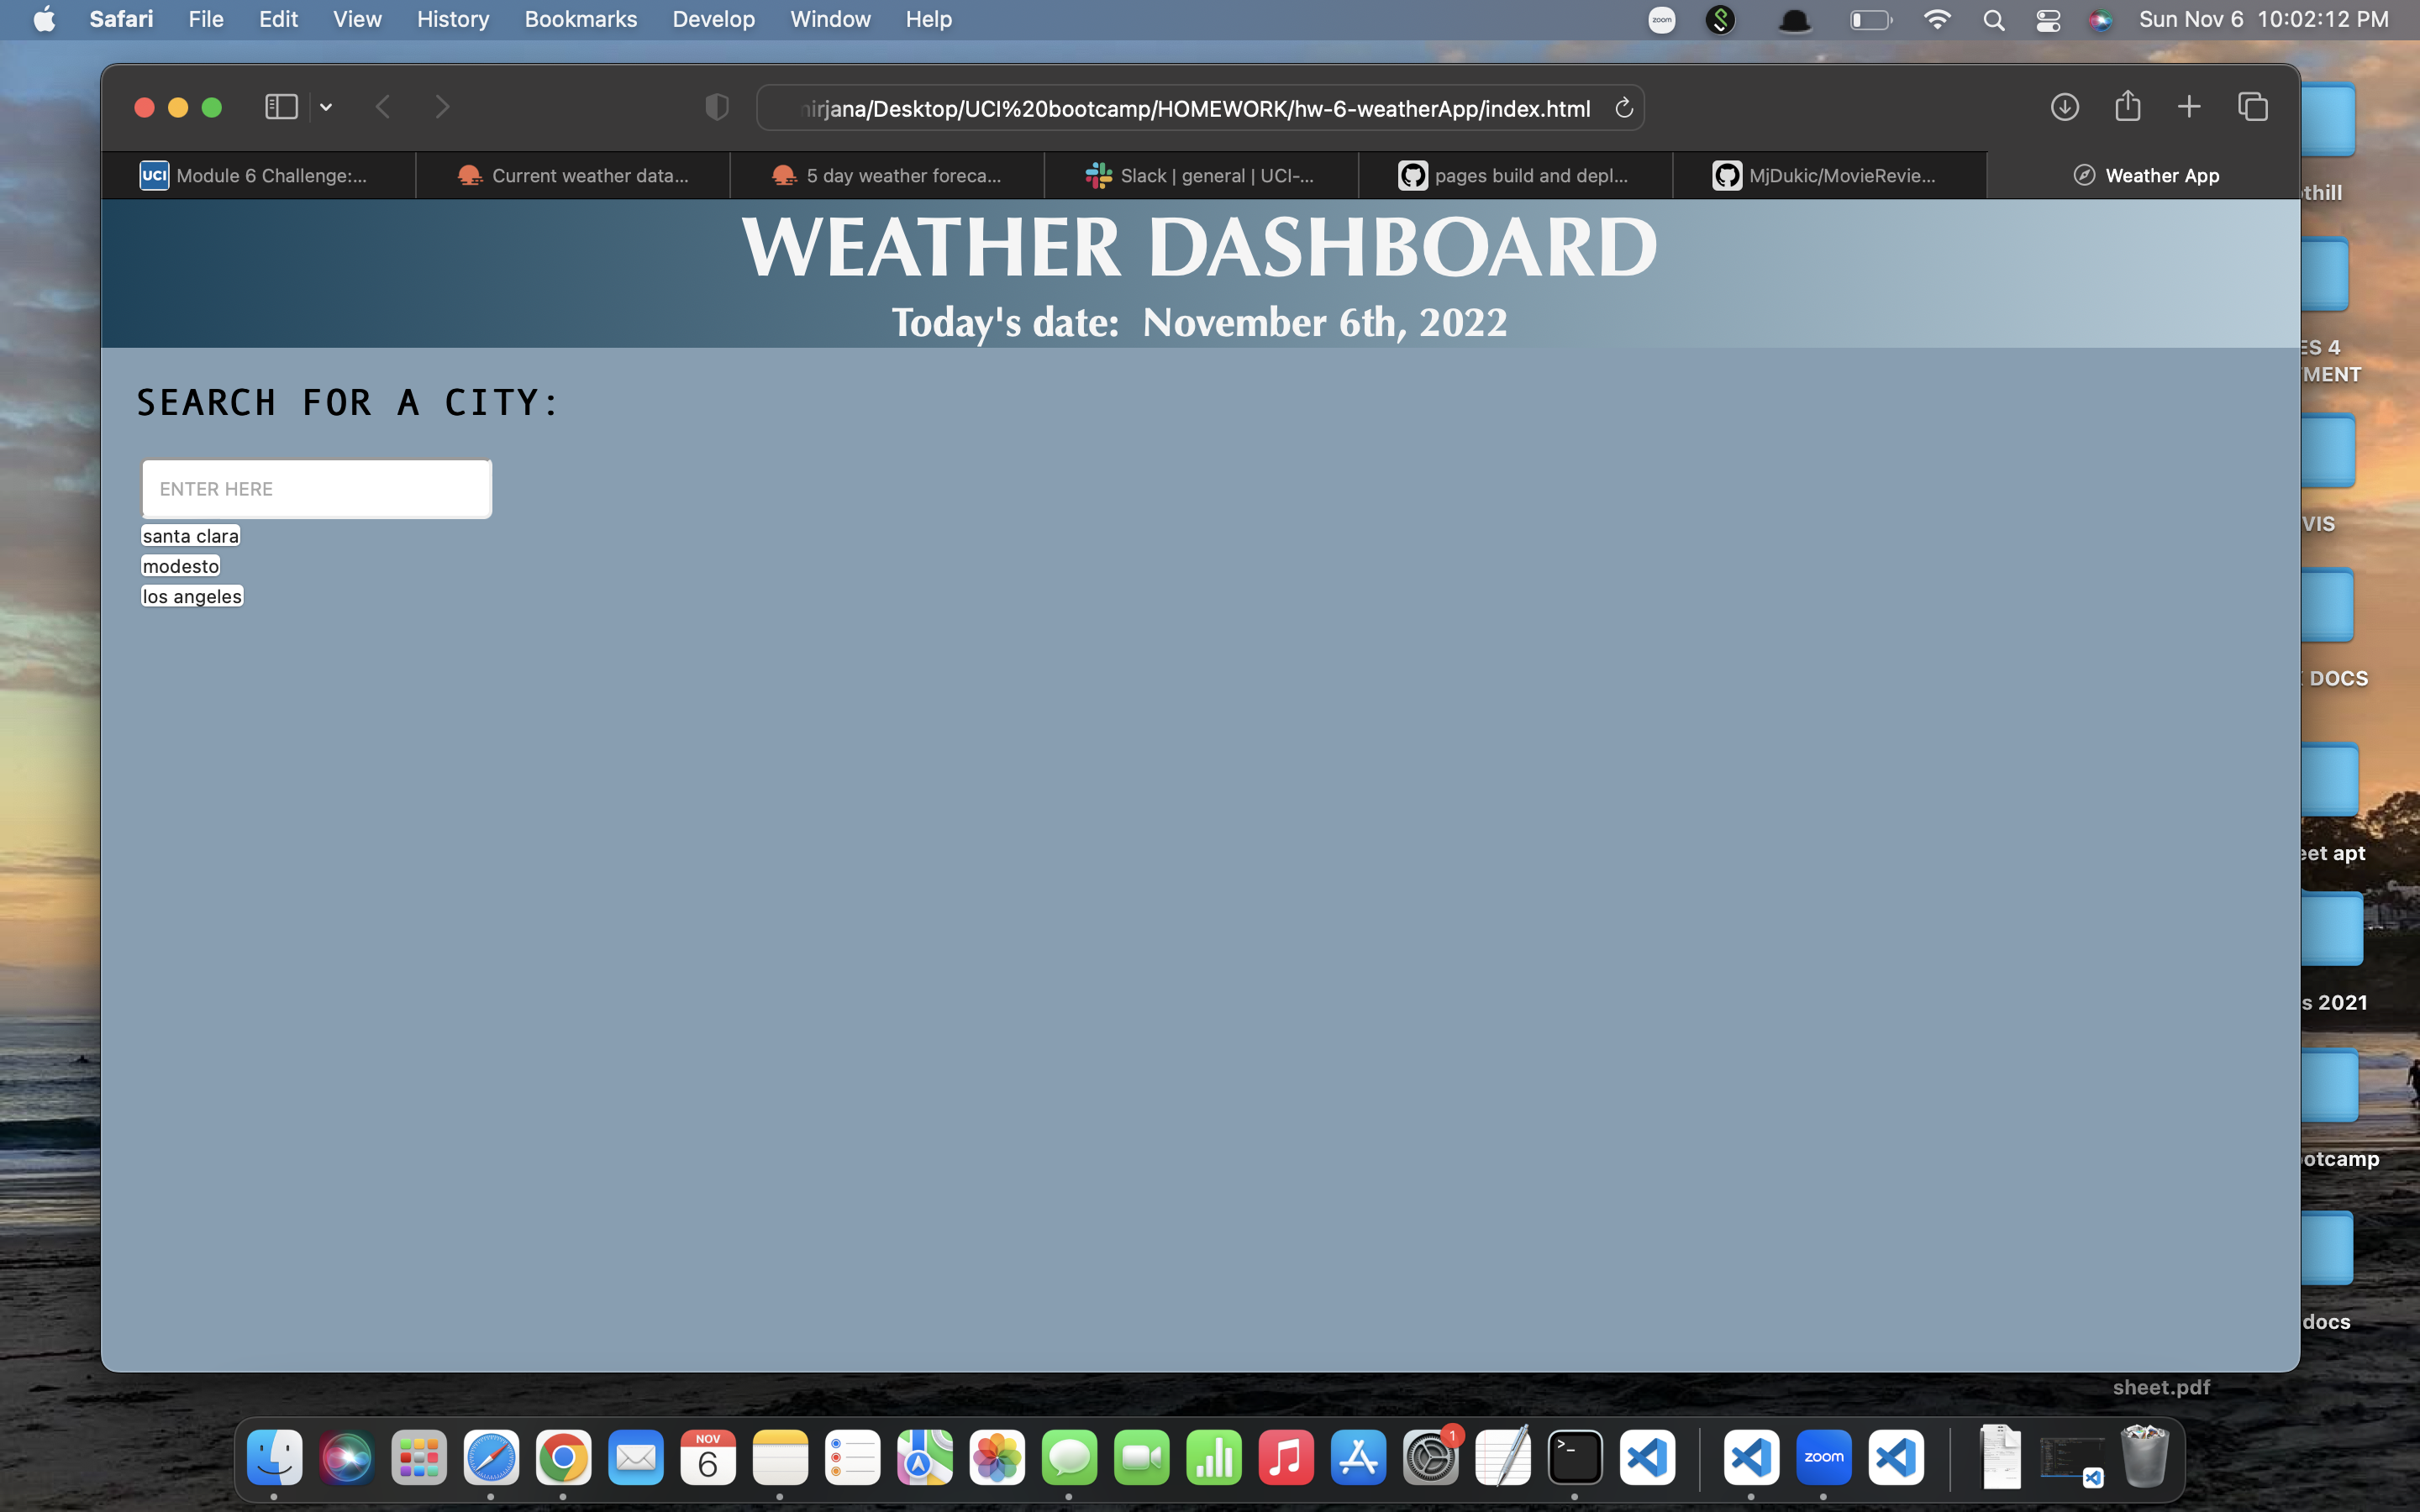 Safari File Edit View History Bookmarks Develop Window Help zoom Sun Nov 6 10:02:12 PM
nirjana/Desktop/UCI%20bootcamp/HOMEWORK/hw-6-weatherApp/index.html
UCI Module 6 Challenge:... Current weather data... 5 day weather foreca... Slack | general | UCI-... pages build and depl... MjDukic/MovieRevie... Weather App
WEATHER DASHBOARD
Today's date: November 6th, 2022
SEARCH FOR A CITY:
ENTER HERE
santa clara
modesto
los angeles
thill
ES 4
MENT
VIS
DOCS
eet apt
s 2021
otcamp
docs
sheet.pdf
NOV
6
1
>_
zoom